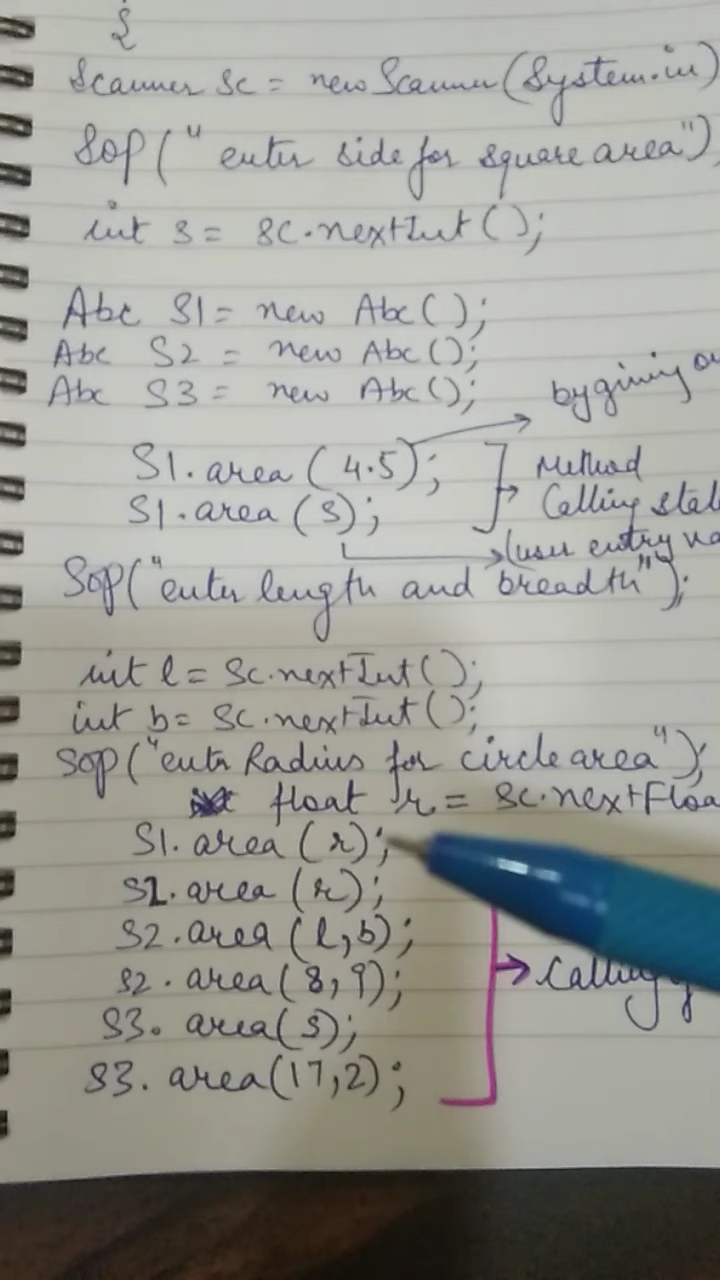 {
Scanner sc = new Scanner(System.in)
Sop(" enter side for square area")
int s = sc.nextInt();
Abc S1 = new Abc();
Abc S2 = new Abc();
Abc S3 = new Abc();
by giving
S1.area(4.5); Method
S1.area(s); Calling
(user entry
Sop("enter length and breadth");
int l = sc.nextInt();
int b = sc.nextInt();
Sop("enter Radius for circle area");
float r = sc.nextFloa
S1.area(r);
S2.area(r);
S2.area(l,b);
S2.area(8,9); Calling
S3.area(s);
S3.area(17,2);